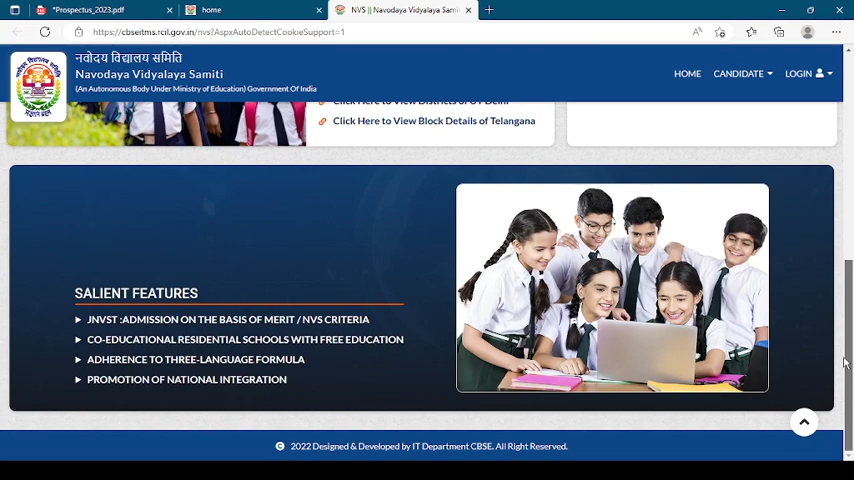 *Prospectus_2023.pdf
home
NVS || Navodaya Vidyalaya Sami
https://cbseitms.rcil.gov.in/nvs?AspxAutoDetectCookieSupport=1
नवोदय विद्यालय समिति
Navodaya Vidyalaya Samiti
(An Autonomous Body Under Ministry of Education) Government Of India
HOME
CANDIDATE
LOGIN
Click Here to View Block Details of Telangana
SALIENT FEATURES
JNVST :ADMISSION ON THE BASIS OF MERIT / NVS CRITERIA
CO-EDUCATIONAL RESIDENTIAL SCHOOLS WITH FREE EDUCATION
ADHERENCE TO THREE-LANGUAGE FORMULA
PROMOTION OF NATIONAL INTEGRATION
© 2022 Designed & Developed by IT Department CBSE. All Right Reserved.